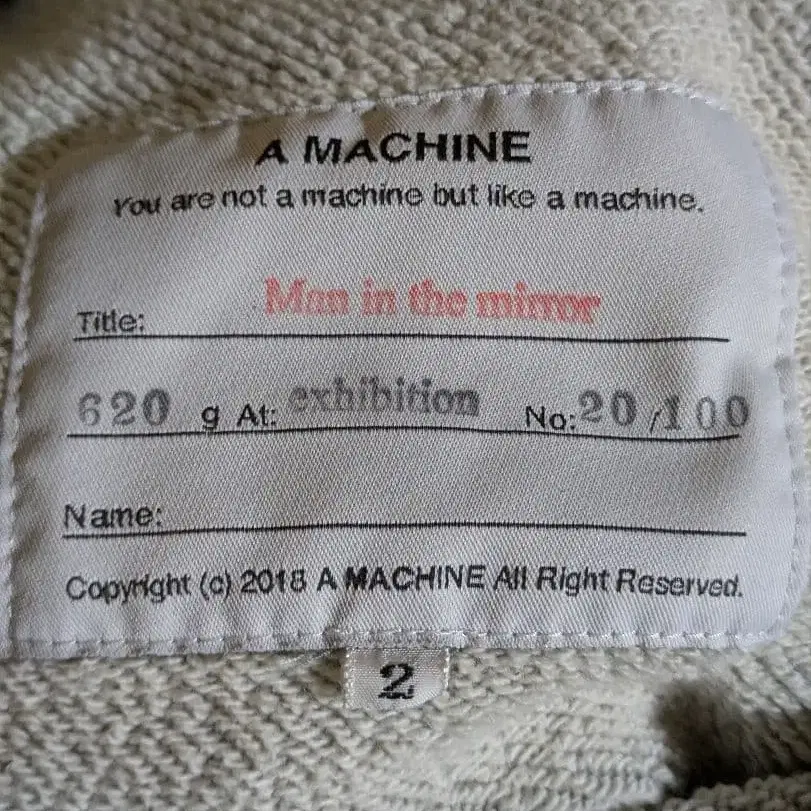 A MACHINE
You are not a machine but like a machine.
Title: Man in the mirror
620 g At: exhibition No: 20/100
Name:
Copyright (c) 2018 A MACHINE All Right Reserved.
2